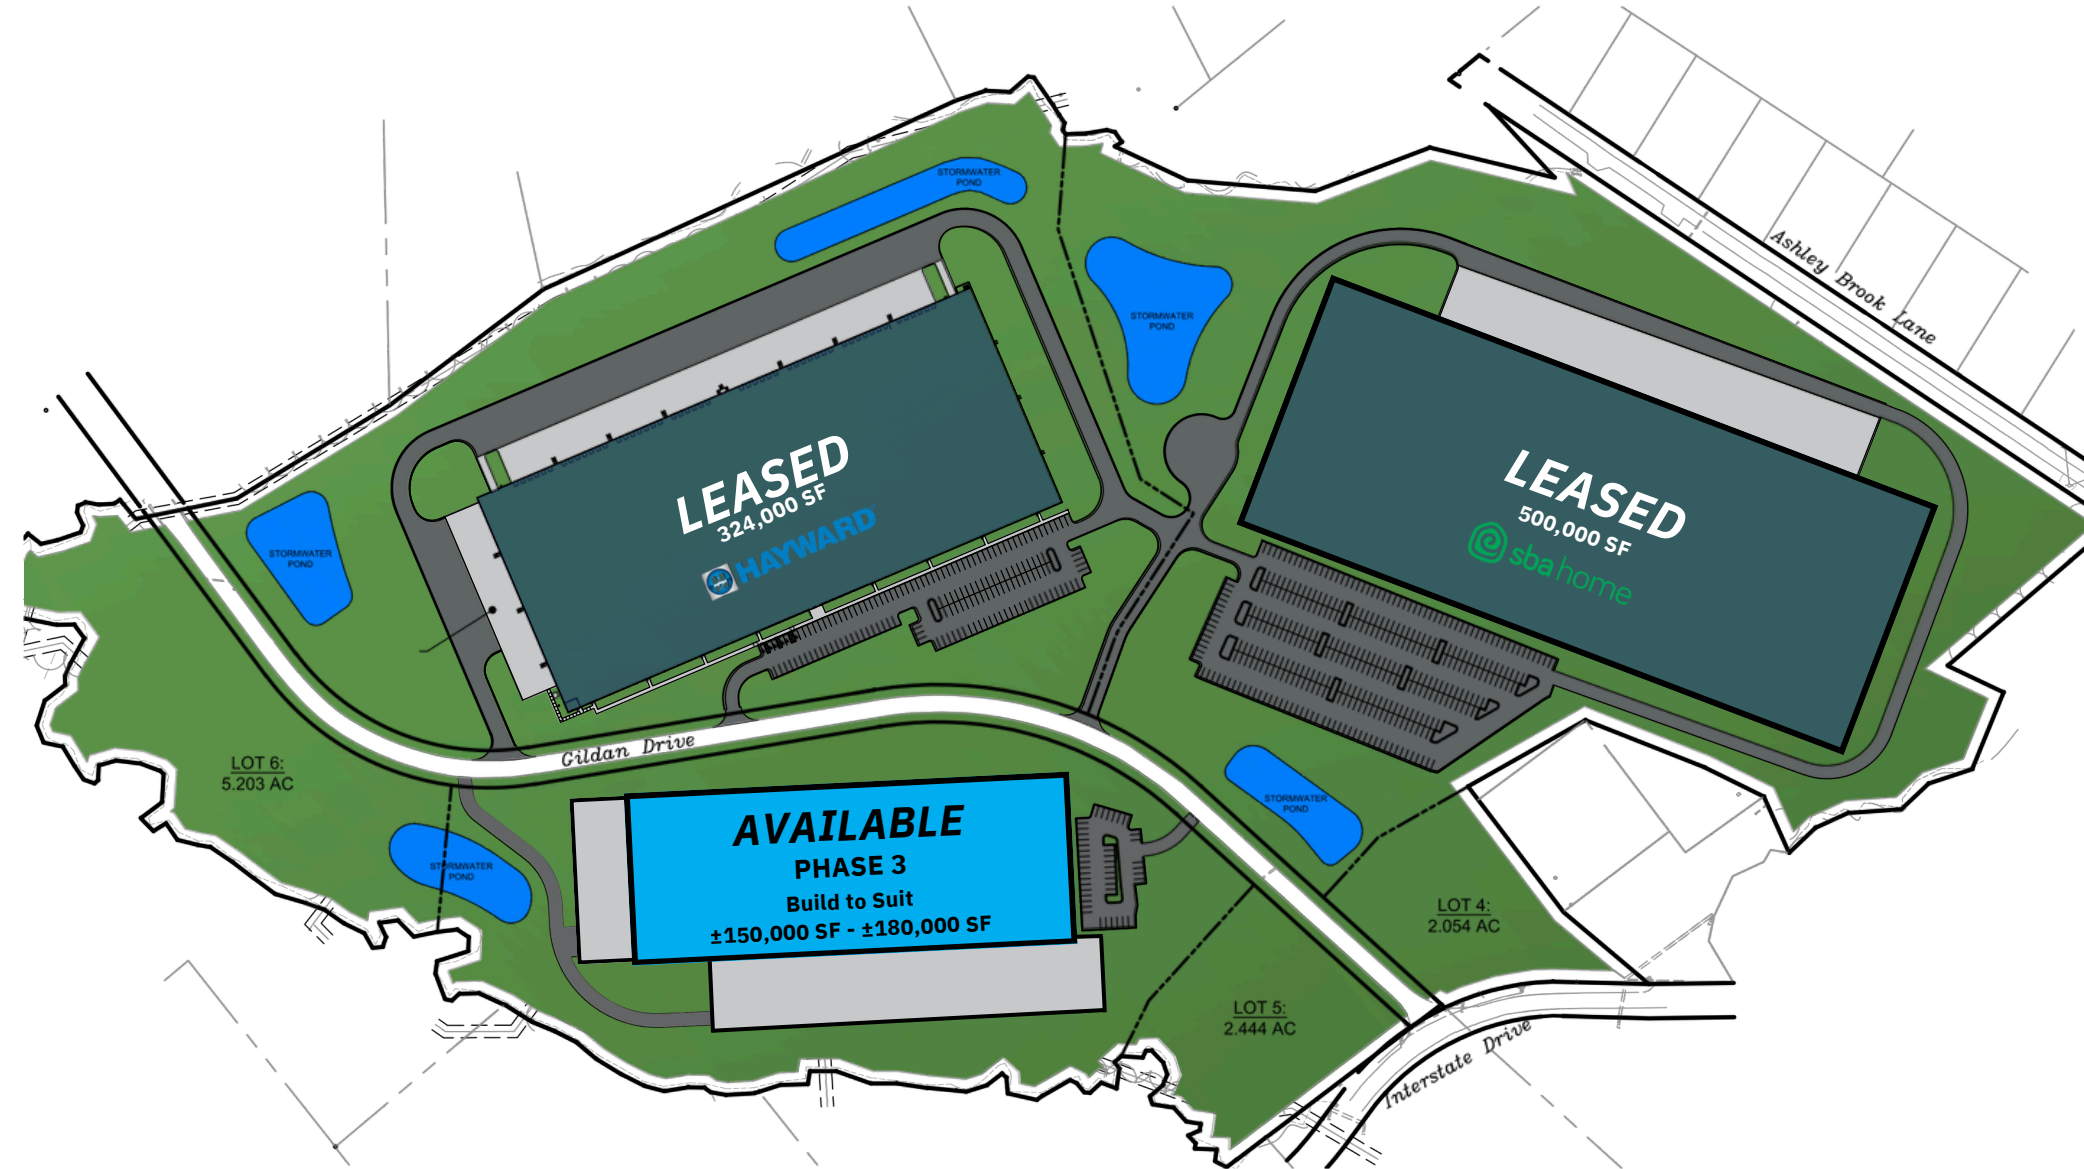 STORMWATER
POND
STORMWATER
POND
Ashley Brook Lane
LEASED
324,000 SF
HAYWARD
LEASED
500,000 SF
sba home
STORMWATER
POND
Gildan Drive
LOT 6:
5.203 AC
STORMWATER
POND
AVAILABLE
PHASE 3
Build to Suit
±150,000 SF - ±180,000 SF
STORMWATER
POND
LOT 4:
2.054 AC
LOT 5:
2.444 AC
Interstate Drive